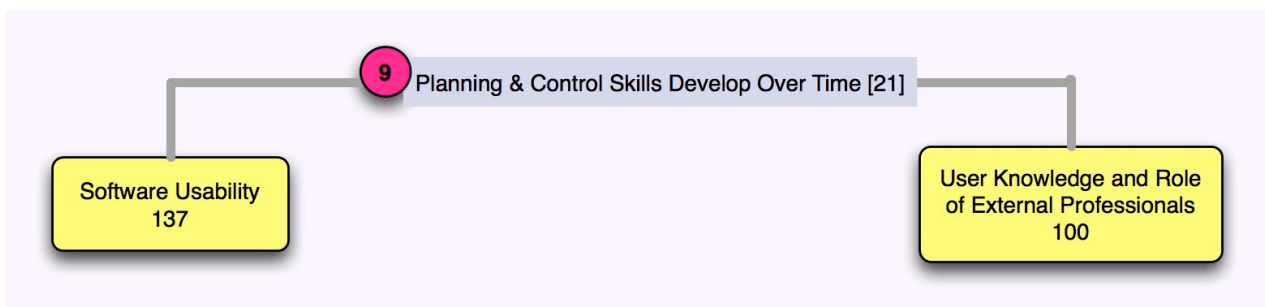 9
Planning & Control Skills Develop Over Time [21]
Software Usability
137
User Knowledge and Role
of External Professionals
100